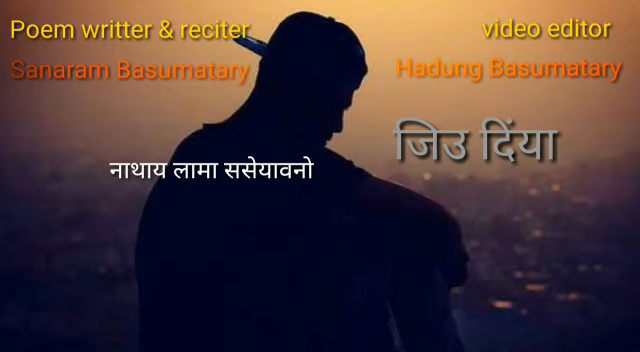 Poem writter & reciter
Sanaram Basumatary
video editor
Hadung Basumatary
जिउ दिंया
नाथाय लामा ससेयावनो